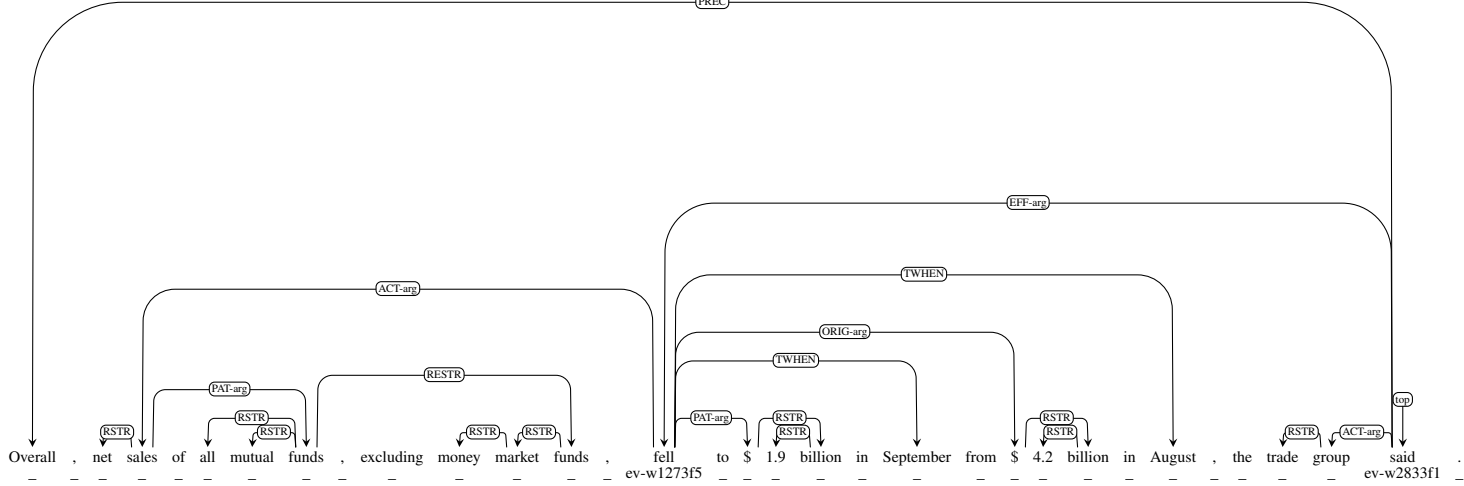 PREC
EFF-arg
TWHEN
ACT-arg
ORIG-arg
TWHEN
RESTR
PAT-arg
top
RSTR PAT-arg RSTR RSTR
RSTR RSTR RSTR RSTR RSTR RSTR RSTR ACT-arg
Overall , net sales of all mutual funds , excluding money market funds , fell to $ 1.9 billion in September from $ 4.2 billion in August , the trade group said .
_ _ _ _ _ _ _ _ _ _ _ _ _ _ ev-w1273f5 _ _ _ _ _ _ _ _ _ _ _ _ _ _ _ _ ev-w2833f1 _